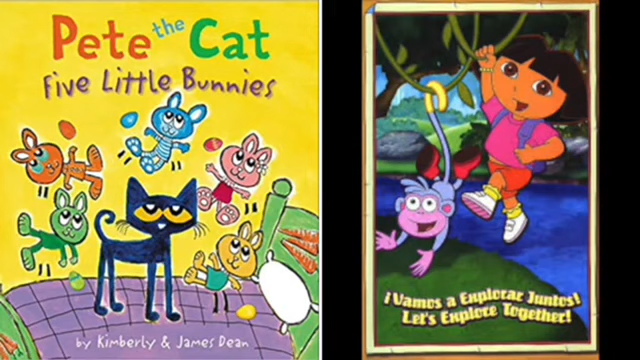 Pete the Cat
Five Little Bunnies
by Kimberly & James Dean
¡Vamos a Explorar Juntos!
Let's Explore Together!